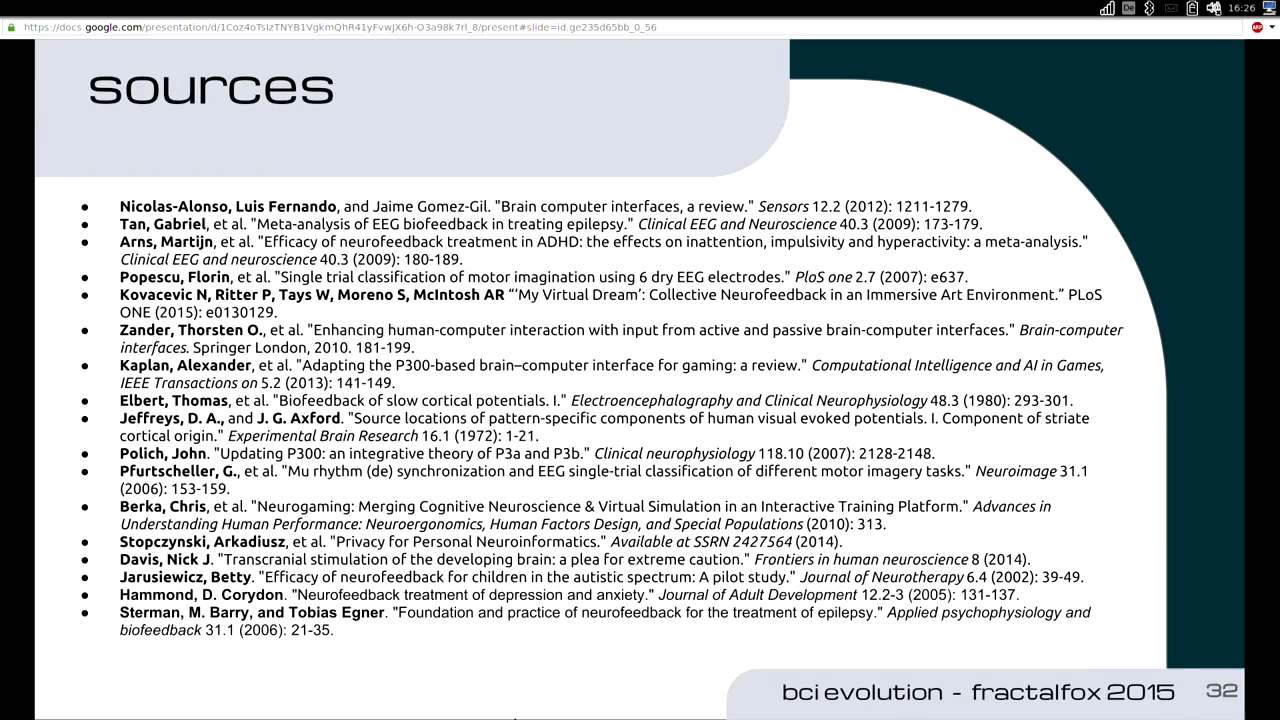 De
16:26
https://docs.google.com/presentation/d/1Coz4oTsIzTNYB1VgkmQhR41yFvwJX6h-O3a98k7rl_8/present#slide=id.ge235d65bb_0_56
ABP
sources
● Nicolas-Alonso, Luis Fernando, and Jaime Gomez-Gil. "Brain computer interfaces, a review." Sensors 12.2 (2012): 1211-1279.
● Tan, Gabriel, et al. "Meta-analysis of EEG biofeedback in treating epilepsy." Clinical EEG and Neuroscience 40.3 (2009): 173-179.
● Arns, Martijn, et al. "Efficacy of neurofeedback treatment in ADHD: the effects on inattention, impulsivity and hyperactivity: a meta-analysis."
Clinical EEG and neuroscience 40.3 (2009): 180-189.
● Popescu, Florin, et al. "Single trial classification of motor imagination using 6 dry EEG electrodes." PloS one 2.7 (2007): e637.
● Kovacevic N, Ritter P, Tays W, Moreno S, McIntosh AR “‘My Virtual Dream’: Collective Neurofeedback in an Immersive Art Environment.” PLoS
ONE (2015): e0130129.
● Zander, Thorsten O., et al. "Enhancing human-computer interaction with input from active and passive brain-computer interfaces." Brain-computer
interfaces. Springer London, 2010. 181-199.
● Kaplan, Alexander, et al. "Adapting the P300-based brain–computer interface for gaming: a review." Computational Intelligence and AI in Games,
IEEE Transactions on 5.2 (2013): 141-149.
● Elbert, Thomas, et al. "Biofeedback of slow cortical potentials. I." Electroencephalography and Clinical Neurophysiology 48.3 (1980): 293-301.
● Jeffreys, D. A., and J. G. Axford. "Source locations of pattern-specific components of human visual evoked potentials. I. Component of striate
cortical origin." Experimental Brain Research 16.1 (1972): 1-21.
● Polich, John. "Updating P300: an integrative theory of P3a and P3b." Clinical neurophysiology 118.10 (2007): 2128-2148.
● Pfurtscheller, G., et al. "Mu rhythm (de) synchronization and EEG single-trial classification of different motor imagery tasks." Neuroimage 31.1
(2006): 153-159.
● Berka, Chris, et al. "Neurogaming: Merging Cognitive Neuroscience & Virtual Simulation in an Interactive Training Platform." Advances in
Understanding Human Performance: Neuroergonomics, Human Factors Design, and Special Populations (2010): 313.
● Stopczynski, Arkadiusz, et al. "Privacy for Personal Neuroinformatics." Available at SSRN 2427564 (2014).
● Davis, Nick J. "Transcranial stimulation of the developing brain: a plea for extreme caution." Frontiers in human neuroscience 8 (2014).
● Jarusiewicz, Betty. "Efficacy of neurofeedback for children in the autistic spectrum: A pilot study." Journal of Neurotherapy 6.4 (2002): 39-49.
● Hammond, D. Corydon. "Neurofeedback treatment of depression and anxiety." Journal of Adult Development 12.2-3 (2005): 131-137.
● Sterman, M. Barry, and Tobias Egner. "Foundation and practice of neurofeedback for the treatment of epilepsy." Applied psychophysiology and
biofeedback 31.1 (2006): 21-35.
bci evolution - fractalfox 2015 32